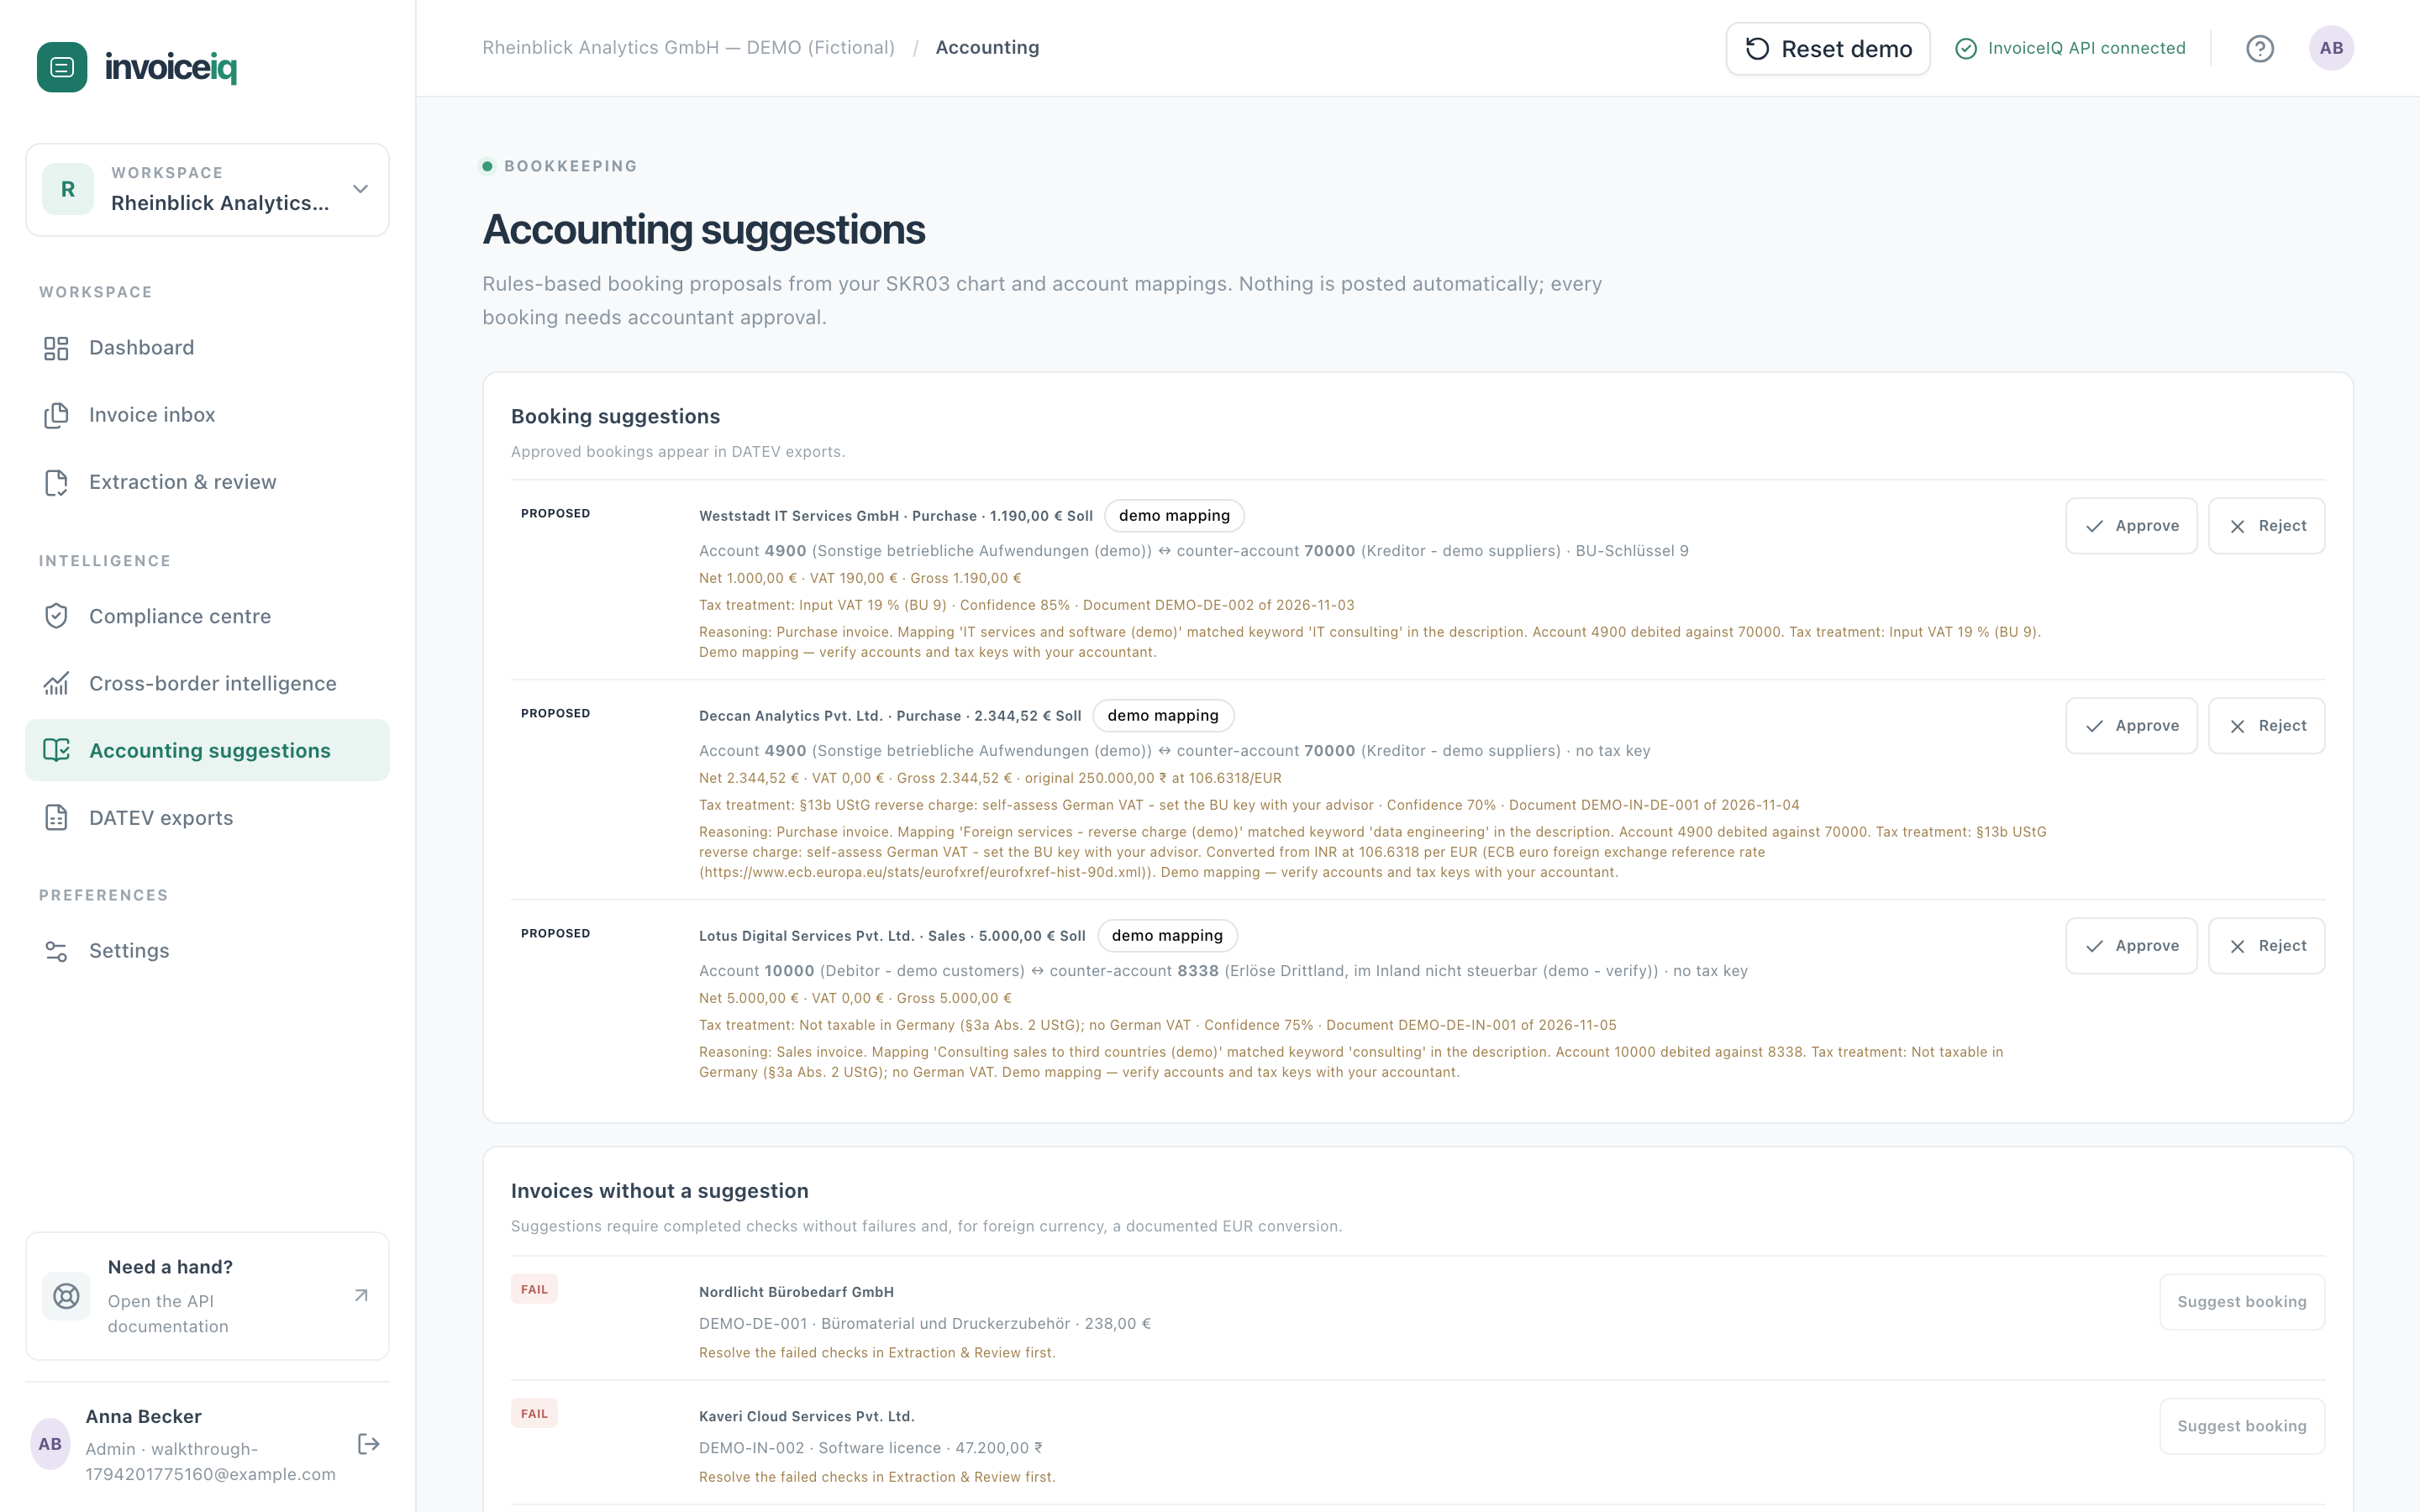 invoiceiq
WORKSPACE
Rheinblick Analytics...
WORKSPACE
Dashboard
Invoice inbox
Extraction & review
INTELLIGENCE
Compliance centre
Cross-border intelligence
Accounting suggestions
DATEV exports
PREFERENCES
Settings
Need a hand?
Open the API
documentation
AB
Anna Becker
Admin · walkthrough-
1794201775160@example.com
R
Rheinblick Analytics GmbH — DEMO (Fictional) / Accounting
Reset demo
InvoiceIQ API connected
AB
BOOKKEEPING
Accounting suggestions
Rules-based booking proposals from your SKR03 chart and account mappings. Nothing is posted automatically; every
booking needs accountant approval.
Booking suggestions
Approved bookings appear in DATEV exports.
PROPOSED
Weststadt IT Services GmbH · Purchase · 1.190,00 € Soll demo mapping
Approve
Reject
Account 4900 (Sonstige betriebliche Aufwendungen (demo)) ↔ counter-account 70000 (Kreditor - demo suppliers) · BU-Schlüssel 9
Net 1.000,00 € · VAT 190,00 € · Gross 1.190,00 €
Tax treatment: Input VAT 19 % (BU 9) · Confidence 85% · Document DEMO-DE-002 of 2026-11-03
Reasoning: Purchase invoice. Mapping 'IT services and software (demo)' matched keyword 'IT consulting' in the description. Account 4900 debited against 70000. Tax treatment: Input VAT 19 % (BU 9).
Demo mapping — verify accounts and tax keys with your accountant.
PROPOSED
Deccan Analytics Pvt. Ltd. · Purchase · 2.344,52 € Soll demo mapping
Approve
Reject
Account 4900 (Sonstige betriebliche Aufwendungen (demo)) ↔ counter-account 70000 (Kreditor - demo suppliers) · no tax key
Net 2.344,52 € · VAT 0,00 € · Gross 2.344,52 € · original 250.000,00 ₹ at 106.6318/EUR
Tax treatment: §13b UStG reverse charge: self-assess German VAT - set the BU key with your advisor · Confidence 70% · Document DEMO-IN-DE-001 of 2026-11-04
Reasoning: Purchase invoice. Mapping 'Foreign services - reverse charge (demo)' matched keyword 'data engineering' in the description. Account 4900 debited against 70000. Tax treatment: §13b UStG
reverse charge: self-assess German VAT - set the BU key with your advisor. Converted from INR at 106.6318 per EUR (ECB euro foreign exchange reference rate
(https://www.ecb.europa.eu/stats/eurofxref/eurofxref-hist-90d.xml)). Demo mapping — verify accounts and tax keys with your accountant.
PROPOSED
Lotus Digital Services Pvt. Ltd. · Sales · 5.000,00 € Soll demo mapping
Approve
Reject
Account 10000 (Debitor - demo customers) ↔ counter-account 8338 (Erlöse Drittland, im Inland nicht steuerbar (demo - verify)) · no tax key
Net 5.000,00 € · VAT 0,00 € · Gross 5.000,00 €
Tax treatment: Not taxable in Germany (§3a Abs. 2 UStG); no German VAT · Confidence 75% · Document DEMO-DE-IN-001 of 2026-11-05
Reasoning: Sales invoice. Mapping 'Consulting sales to third countries (demo)' matched keyword 'consulting' in the description. Account 10000 debited against 8338. Tax treatment: Not taxable in
Germany (§3a Abs. 2 UStG); no German VAT. Demo mapping — verify accounts and tax keys with your accountant.
Invoices without a suggestion
Suggestions require completed checks without failures and, for foreign currency, a documented EUR conversion.
FAIL
Nordlicht Bürobedarf GmbH
DEMO-DE-001 · Büromaterial und Druckerzubehör · 238,00 €
Resolve the failed checks in Extraction & Review first.
Suggest booking
FAIL
Kaveri Cloud Services Pvt. Ltd.
DEMO-IN-002 · Software licence · 47.200,00 ₹
Resolve the failed checks in Extraction & Review first.
Suggest booking